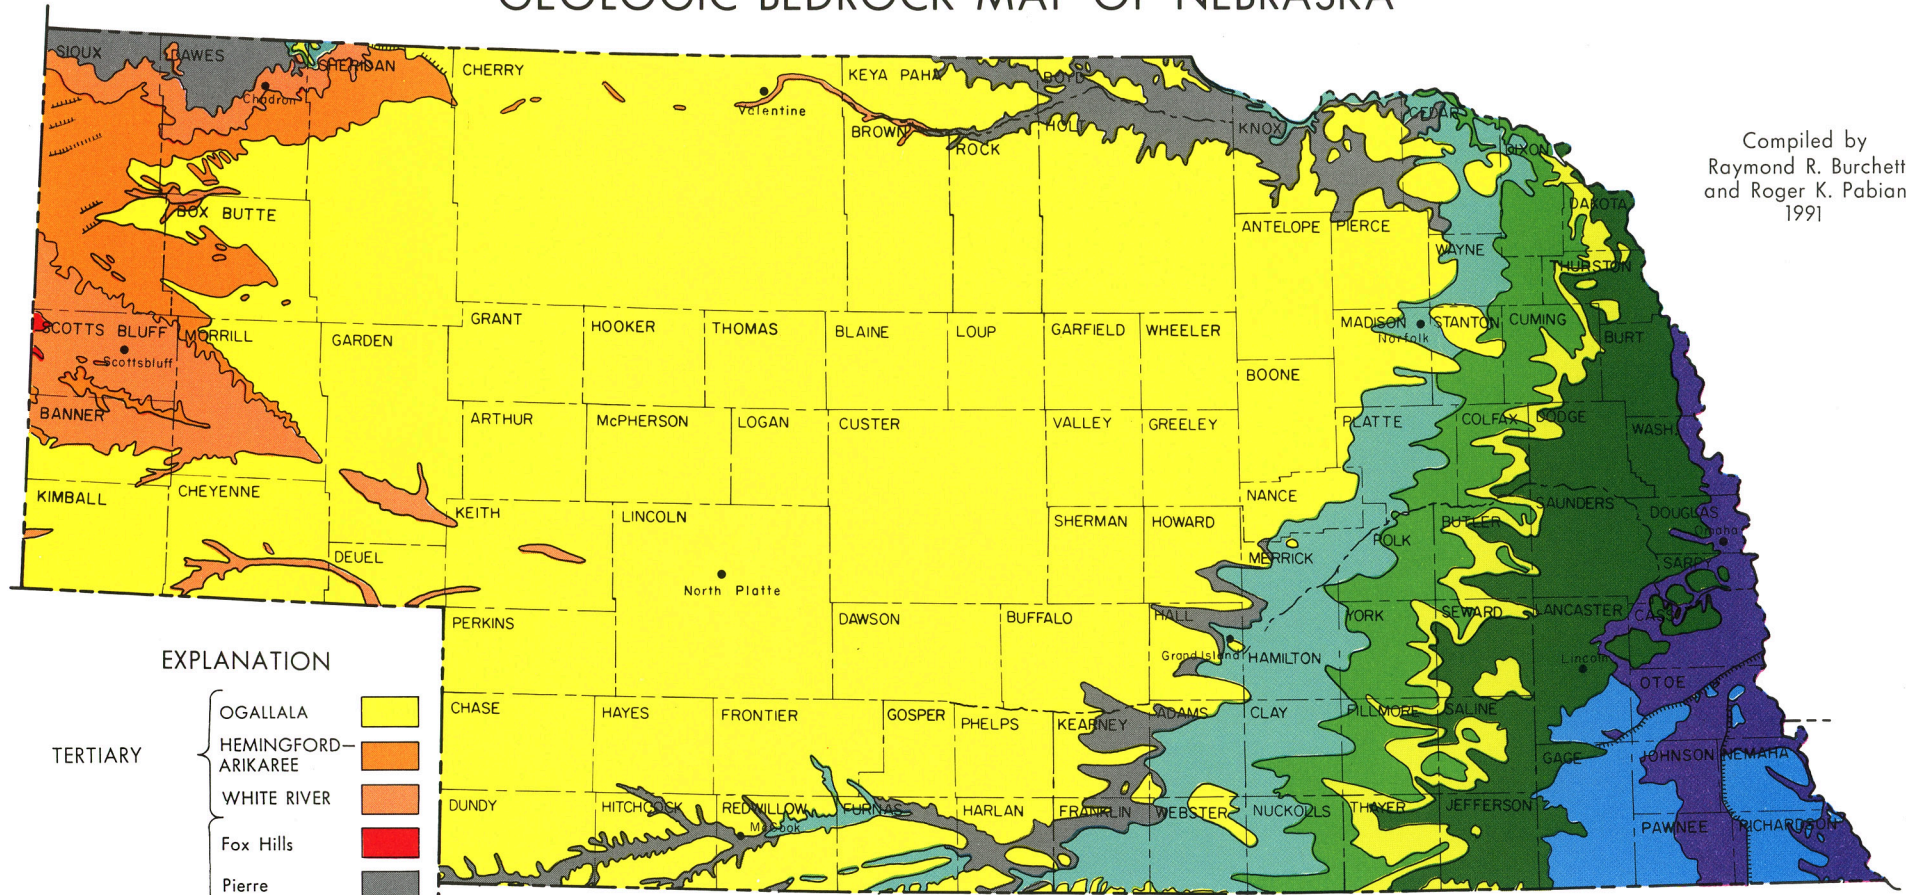 GEOLOGIC BEDROCK MAP OF NEBRASKA
Compiled by
Raymond R. Burchett
and Roger K. Pabian
1991
SIOUX
DAWES
SHERIDAN
Chadron
CHERRY
Valentine
KEYA PAHA
BOYD
BROWN
ROCK
HOLT
KNOX
CEDAR
DIXON
DAKOTA
BOX BUTTE
ANTELOPE
PIERCE
WAYNE
THURSTON
SCOTTS BLUFF
Scottsbluff
MORRILL
GARDEN
GRANT
HOOKER
THOMAS
BLAINE
LOUP
GARFIELD
WHEELER
MADISON
Norfolk
STANTON
CUMING
BURT
BOONE
BANNER
ARTHUR
McPHERSON
LOGAN
CUSTER
VALLEY
GREELEY
PLATTE
COLFAX
DODGE
WASH.
KIMBALL
CHEYENNE
KEITH
LINCOLN
NANCE
SHERMAN
HOWARD
BUTLER
SAUNDERS
DOUGLAS
Omaha
DEUEL
North Platte
MERRICK
POLK
SARPY
PERKINS
DAWSON
BUFFALO
HALL
Grand Island
HAMILTON
YORK
SEWARD
LANCASTER
Lincoln
CASS
OTOE
CHASE
HAYES
FRONTIER
GOSPER
PHELPS
KEARNEY
ADAMS
CLAY
FILLMORE
SALINE
GAGE
JOHNSON
NEMAHA
DUNDY
HITCHCOCK
REDWILLOW
McCook
FURNAS
HARLAN
FRANKLIN
WEBSTER
NUCKOLLS
THAYER
JEFFERSON
PAWNEE
RICHARDSON
EXPLANATION
TERTIARY
OGALLALA
HEMINGFORD-
ARIKAREE
WHITE RIVER
Fox Hills
Pierre